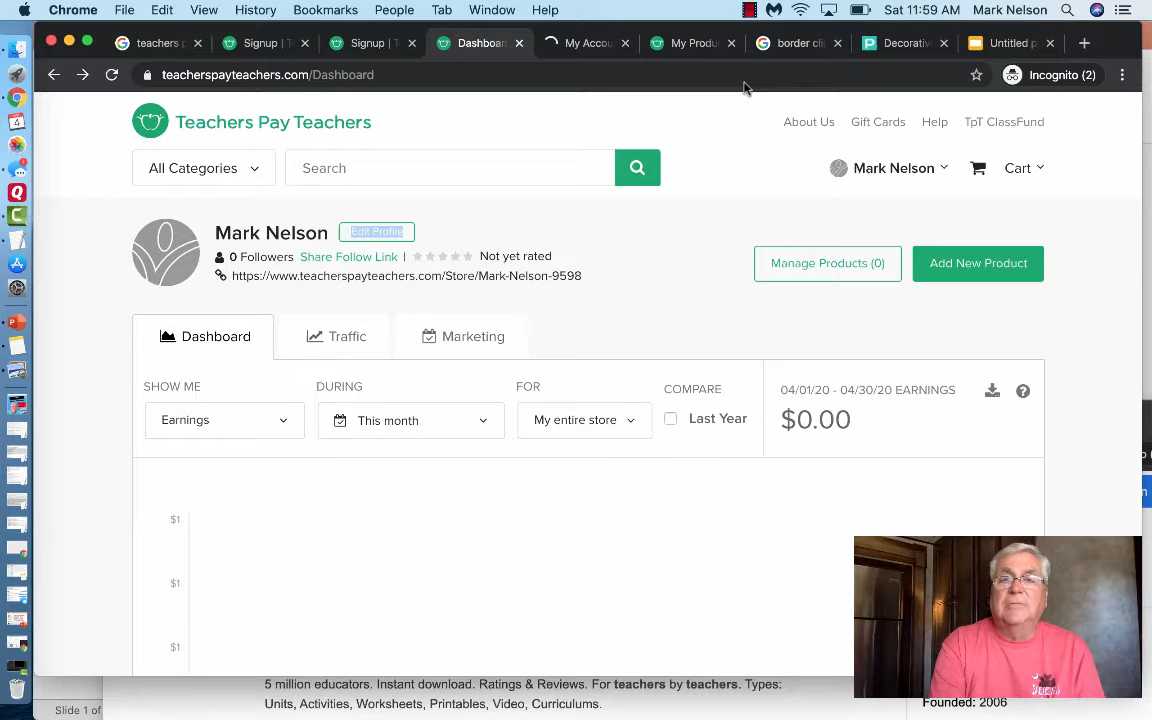 Chrome File Edit View History Bookmarks People Tab Window Help Sat 11:59 AM Mark Nelson
teachers p Signup | T Signup | T Dashboar My Accou My Produ border cli Decorativ Untitled p
teacherspayteachers.com/Dashboard Incognito (2)
Teachers Pay Teachers About Us Gift Cards Help TpT ClassFund
All Categories Search Mark Nelson Cart
Mark Nelson Edit Profile
0 Followers Share Follow Link | Not yet rated Manage Products (0) Add New Product
https://www.teacherspayteachers.com/Store/Mark-Nelson-9598
Dashboard Traffic Marketing
SHOW ME DURING FOR COMPARE 04/01/20 - 04/30/20 EARNINGS
Earnings This month My entire store Last Year $0.00
$1
$1
$1
5 million educators. Instant download. Ratings & Reviews. For teachers by teachers. Types:
Units, Activities, Worksheets, Printables, Video, Curriculums. Founded: 2006
Slide 1 of